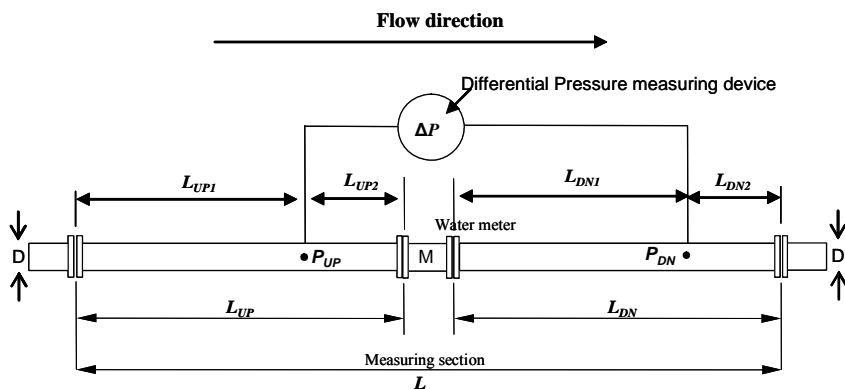 Flow direction
Differential Pressure measuring device
ΔP
L_UP1
L_UP2
L_DN1
L_DN2
Water meter
D
P_UP
M
P_DN
D
L_UP
L_DN
Measuring section
L